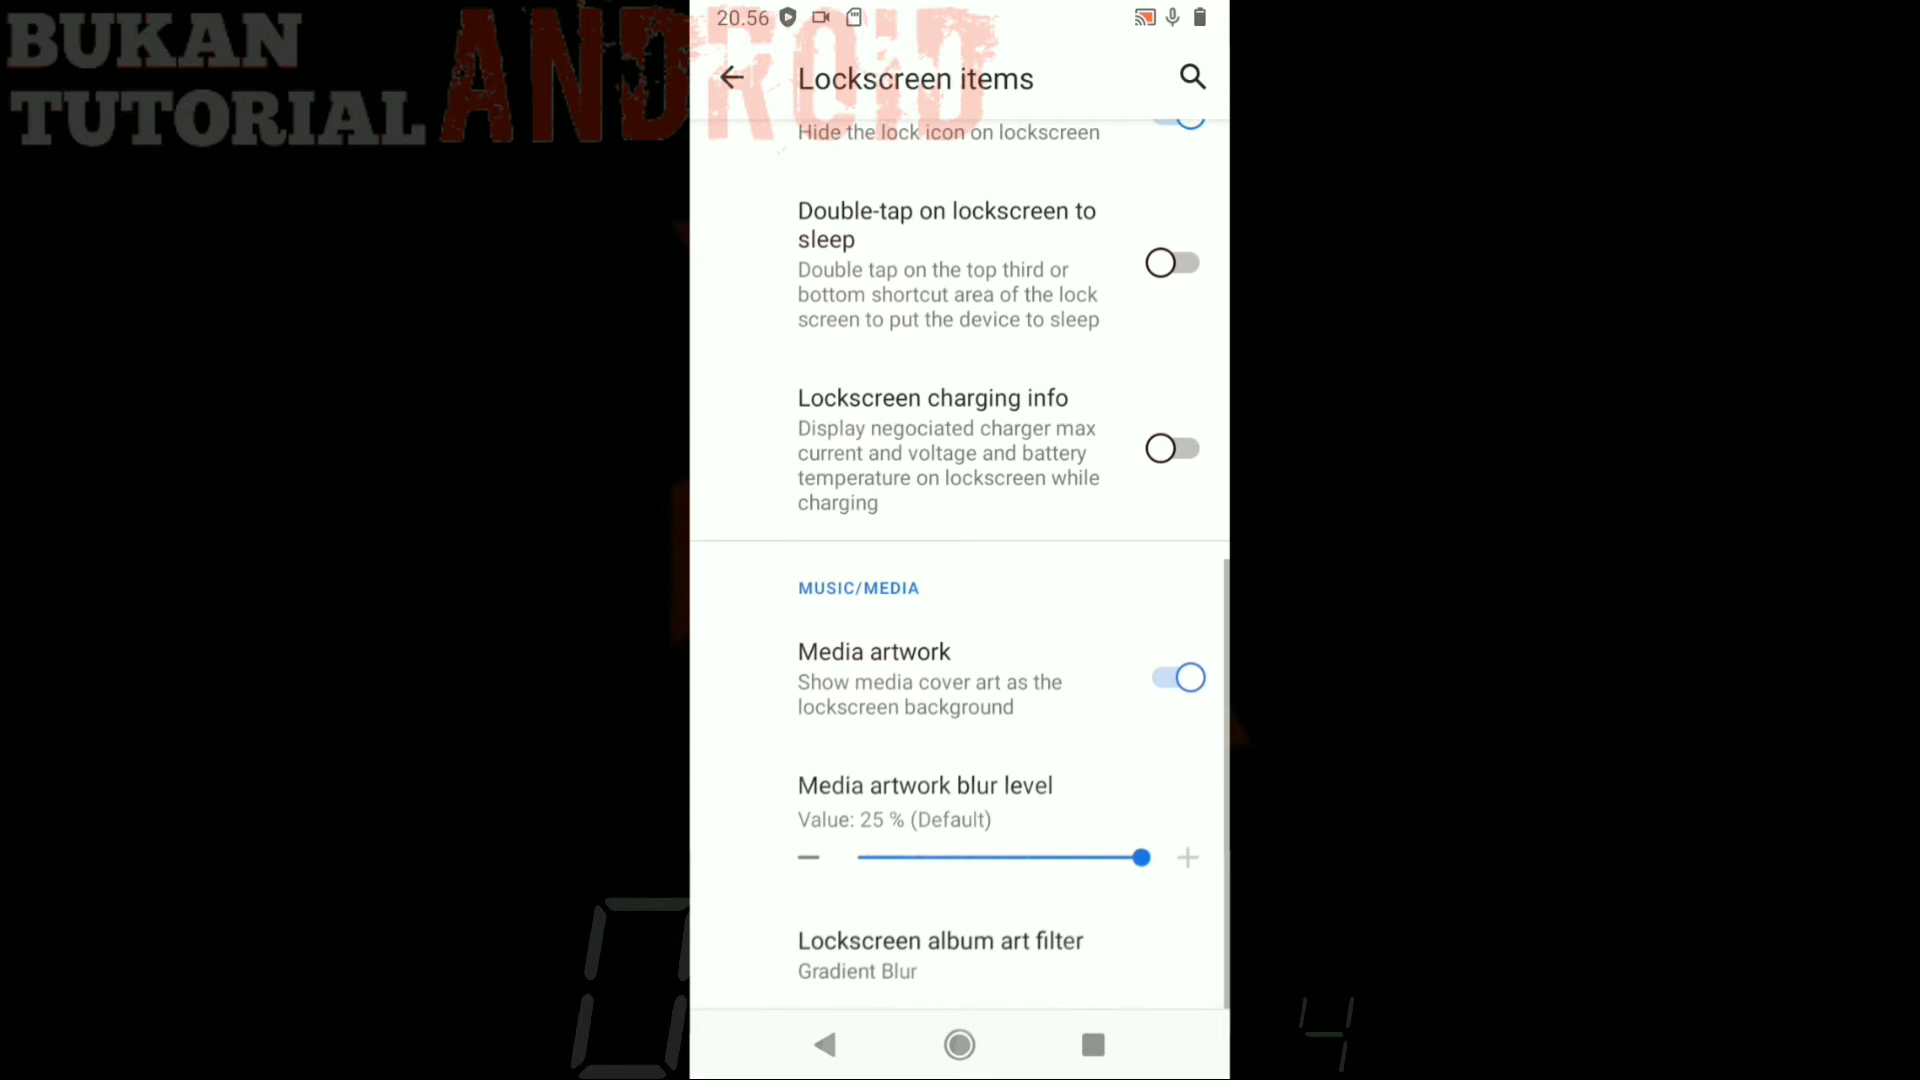 BUKAN
TUTORIAL
ANDROID
20.56
Lockscreen items
Hide the lock icon on lockscreen
Double-tap on lockscreen to
sleep
Double tap on the top third or
bottom shortcut area of the lock
screen to put the device to sleep
Lockscreen charging info
Display negociated charger max
current and voltage and battery
temperature on lockscreen while
charging
MUSIC/MEDIA
Media artwork
Show media cover art as the
lockscreen background
Media artwork blur level
Value: 25 % (Default)
Lockscreen album art filter
Gradient Blur
4